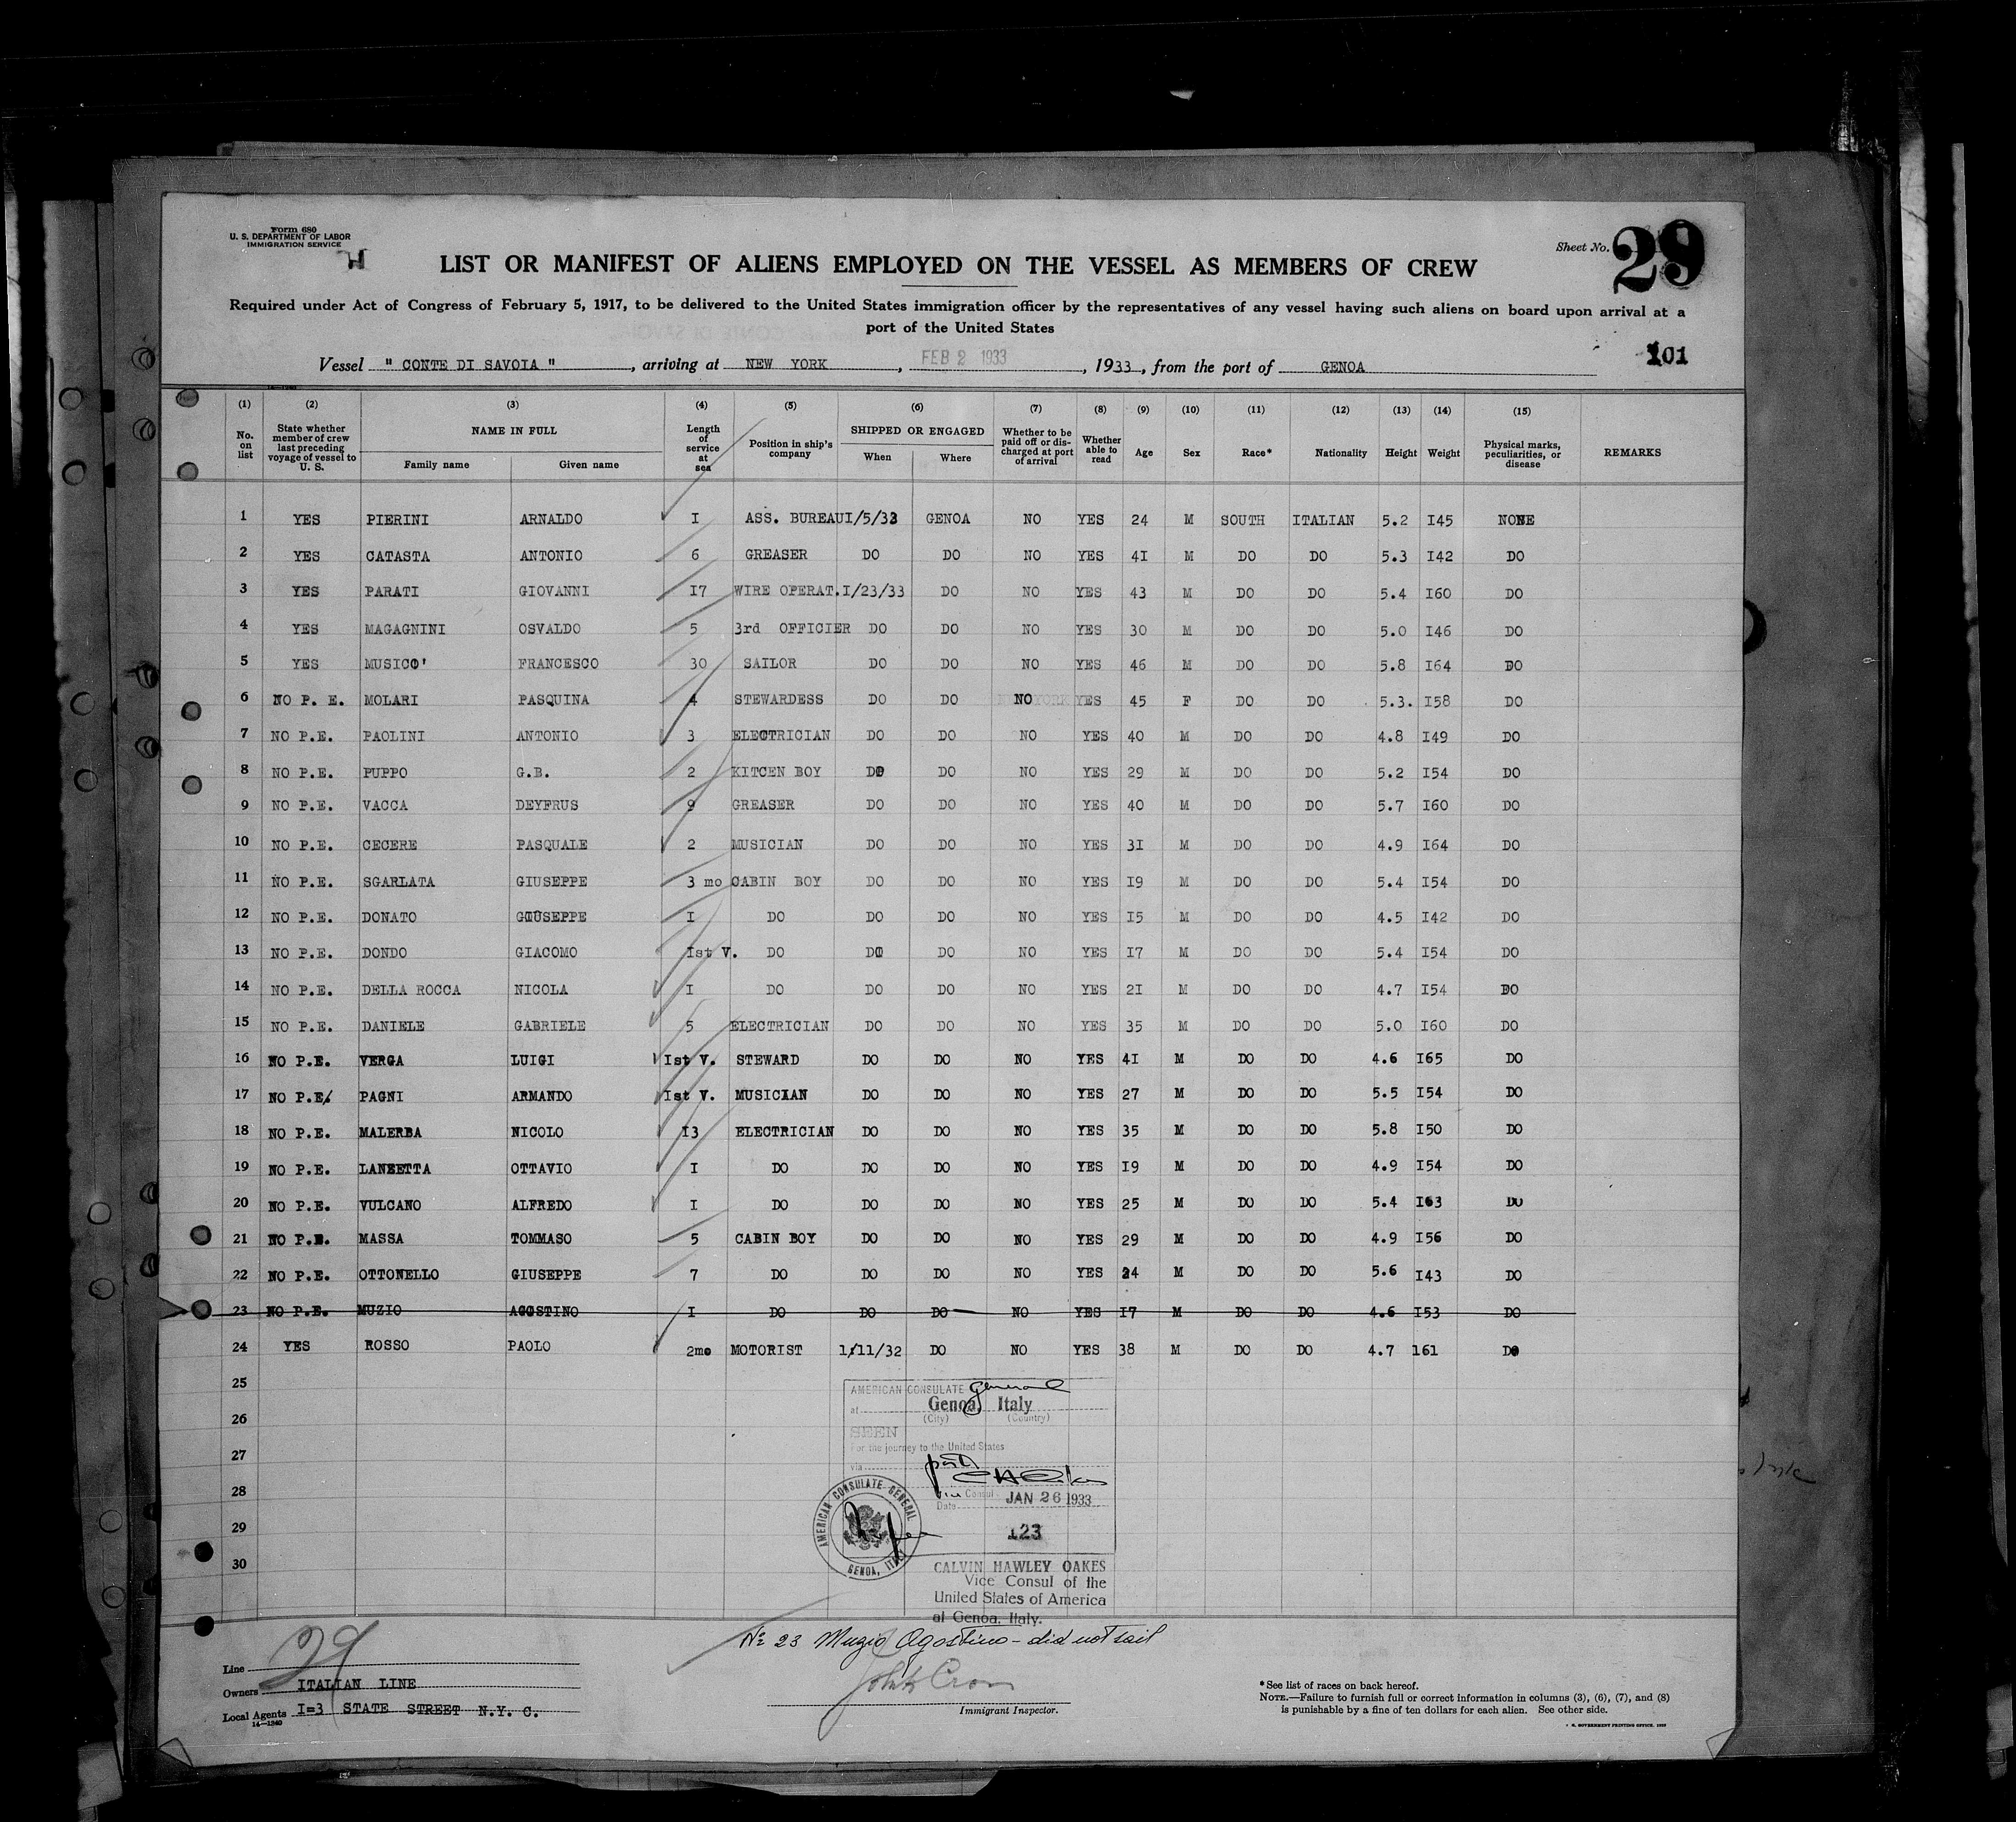 Form 680
U. S. DEPARTMENT OF LABOR
IMMIGRATION SERVICE
H
Sheet No. 29
LIST OR MANIFEST OF ALIENS EMPLOYED ON THE VESSEL AS MEMBERS OF CREW
Required under Act of Congress of February 5, 1917, to be delivered to the United States immigration officer by the representatives of any vessel having such aliens on board upon arrival at a
port of the United States
101
Vessel " CONTE DI SAVOIA ", arriving at NEW YORK, FEB 2 1933, 1933, from the port of GENOA
(1) (2) (3) (4) (5) (6) (7) (8) (9) (10) (11) (12) (13) (14) (15)
No. on list State whether member of crew last preceding voyage of vessel to U. S. NAME IN FULL Family name Given name Length of service at sea Position in ship's company SHIPPED OR ENGAGED When Where Whether to be paid off or discharged at port of arrival Whether able to read Age Sex Race* Nationality Height Weight Physical marks, peculiarities, or disease REMARKS
1 YES PIERINI ARNALDO I ASS. BUREAU I/5/33 GENOA NO YES 24 M SOUTH ITALIAN 5.2 I45 NONE
2 YES CATASTA ANTONIO 6 GREASER DO DO NO YES 4I M DO DO 5.3 I42 DO
3 YES PARATI GIOVANNI I7 WIRE OPERAT. I/23/33 DO NO YES 43 M DO DO 5.4 I60 DO
4 YES MAGAGNINI OSVALDO 5 3rd OFFICIER DO DO NO YES 30 M DO DO 5.0 I46 DO
5 YES MUSICO' FRANCESCO 30 SAILOR DO DO NO YES 46 M DO DO 5.8 I64 DO
6 NO P. E. MOLARI PASQUINA 4 STEWARDESS DO DO NO YES 45 F DO DO 5.3. I58 DO
7 NO P.E. PAOLINI ANTONIO 3 ELECTRICIAN DO DO NO YES 40 M DO DO 4.8 I49 DO
8 NO P.E. PUPPO G.B. 2 KITCEN BOY DO DO NO YES 29 M DO DO 5.2 I54 DO
9 NO P.E. VACCA DEYFRUS 9 GREASER DO DO NO YES 40 M DO DO 5.7 I60 DO
10 NO P.E. CECERE PASQUALE 2 MUSICIAN DO DO NO YES 3I M DO DO 4.9 I64 DO
11 NO P.E. SGARLATA GIUSEPPE 3 mo CABIN BOY DO DO NO YES I9 M DO DO 5.4 I54 DO
12 NO P.E. DONATO GIUSEPPE I DO DO DO NO YES I5 M DO DO 4.5 I42 DO
13 NO P.E. DONDO GIACOMO Ist V. DO DO DO NO YES I7 M DO DO 5.4 I54 DO
14 NO P.E. DELLA ROCCA NICOLA I DO DO DO NO YES 2I M DO DO 4.7 I54 DO
15 NO P.E. DANIELE GABRIELE 5 ELECTRICIAN DO DO NO YES 35 M DO DO 5.0 I60 DO
16 NO P.E. VERGA LUIGI Ist V. STEWARD DO DO NO YES 4I M DO DO 4.6 I65 DO
17 NO P.E. PAGNI ARMANDO Ist V. MUSICIAN DO DO NO YES 27 M DO DO 5.5 I54 DO
18 NO P.E. MALERBA NICOLO I3 ELECTRICIAN DO DO NO YES 35 M DO DO 5.8 I50 DO
19 NO P.E. LANZETTA OTTAVIO I DO DO DO NO YES I9 M DO DO 4.9 I54 DO
20 NO P.E. VULCANO ALFREDO I DO DO DO NO YES 25 M DO DO 5.4 I63 DO
21 NO P.E. MASSA TOMMASO 5 CABIN BOY DO DO NO YES 29 M DO DO 4.9 I56 DO
22 NO P.E. OTTONELLO GIUSEPPE 7 DO DO DO NO YES 24 M DO DO 5.6 I43 DO
23 NO P.E. MUZIO AGOSTINO I DO DO DO NO YES I7 M DO DO 4.6 I53 DO
24 YES ROSSO PAOLO 2mo MOTORIST 1/11/32 DO NO YES 38 M DO DO 4.7 161 DO
25
26
27
28
29
30
AMERICAN CONSULATE General
at Genoa, Italy
(City) (Country)
SEEN
For the journey to the United States
via
Vice Consul
Date JAN 26 1933
123
AMERICAN CONSULATE GENERAL
GENOA, ITALY
CALVIN HAWLEY OAKES
Vice Consul of the
United States of America
at Genoa, Italy.
№ 23 Muzio Agostino - did not sail
29
Line
Owners ITALIAN LINE
Local Agents I=3 STATE STREET N.Y. C.
14—1240
Immigrant Inspector.
* See list of races on back hereof.
NOTE.—Failure to furnish full or correct information in columns (3), (6), (7), and (8)
is punishable by a fine of ten dollars for each alien. See other side.